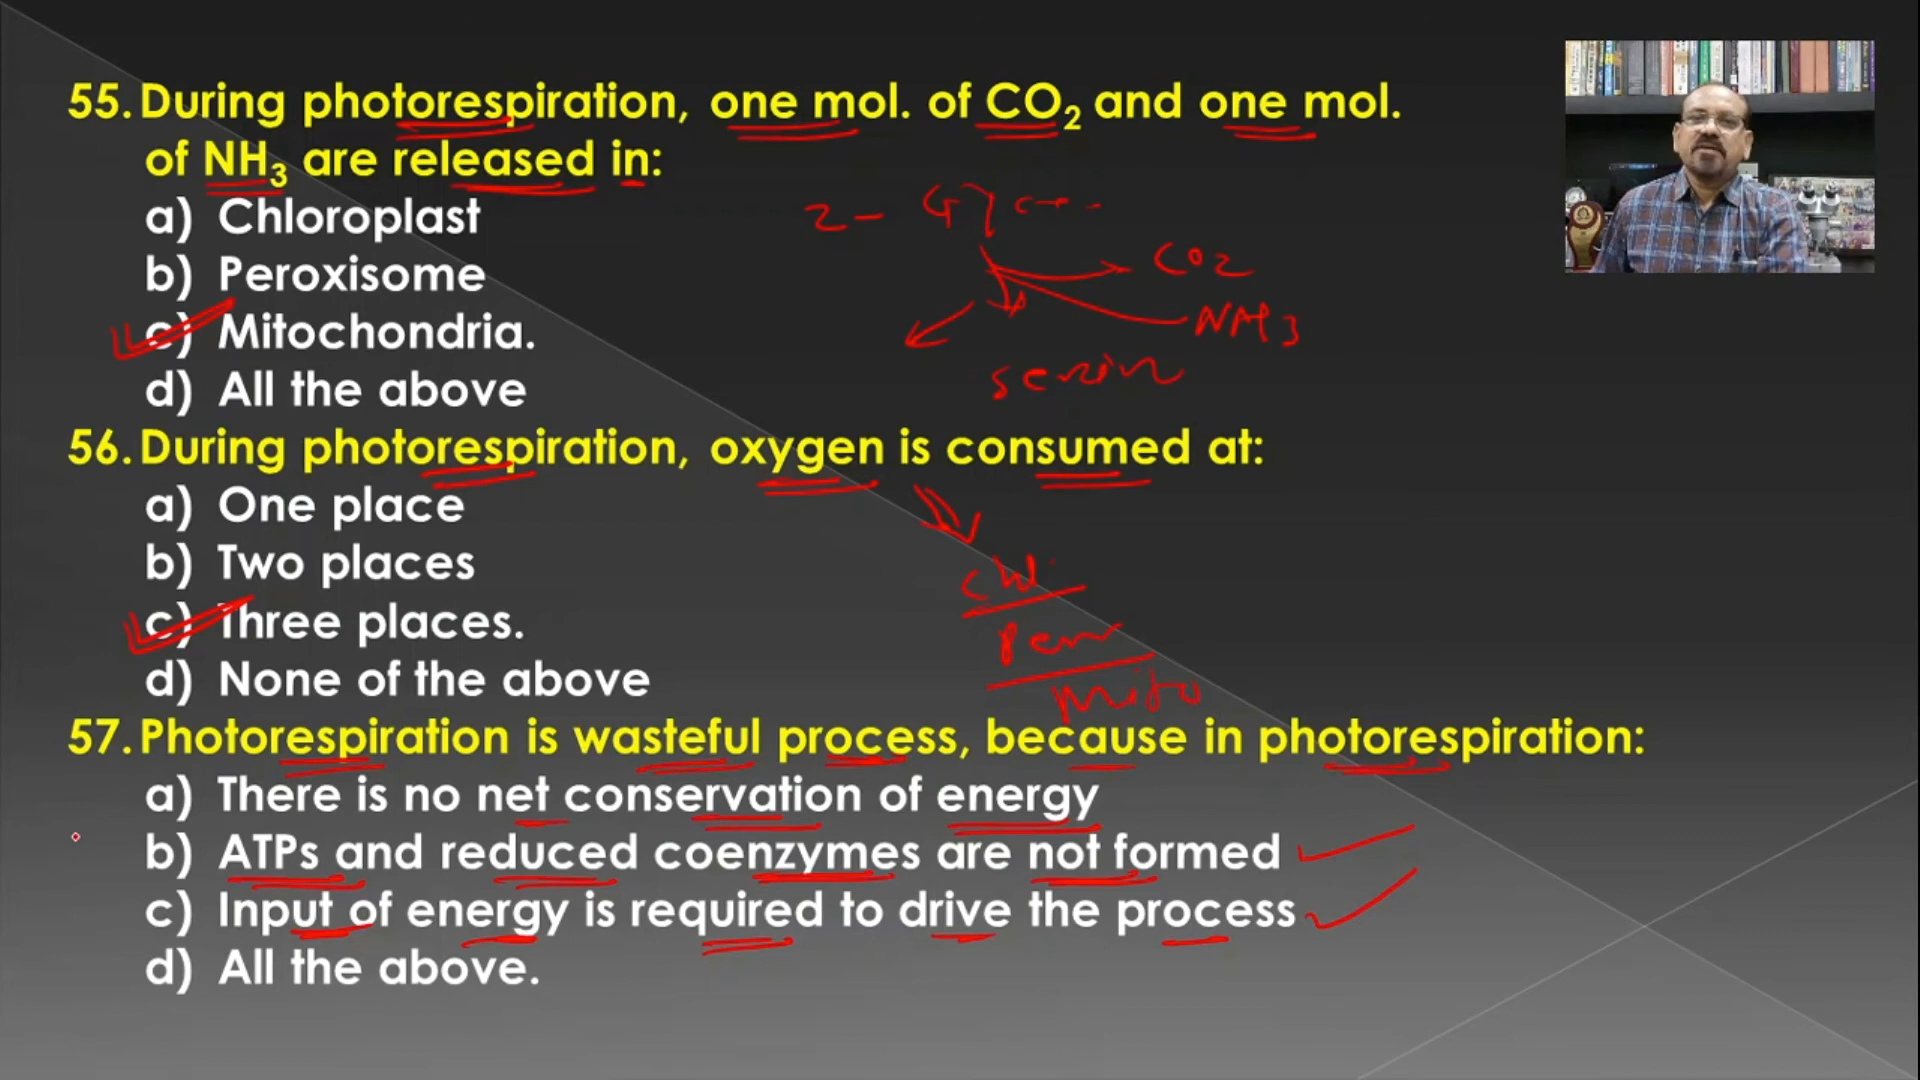 55. During photorespiration, one mol. of CO₂ and one mol.
of NH₃ are released in:
a) Chloroplast
b) Peroxisome
c) Mitochondria.
d) All the above
2 -
CO2
NH3
serin
56. During photorespiration, oxygen is consumed at:
a) One place
b) Two places
c) Three places.
d) None of the above
Mito
57. Photorespiration is wasteful process, because in photorespiration:
a) There is no net conservation of energy
b) ATPs and reduced coenzymes are not formed
c) Input of energy is required to drive the process
d) All the above.